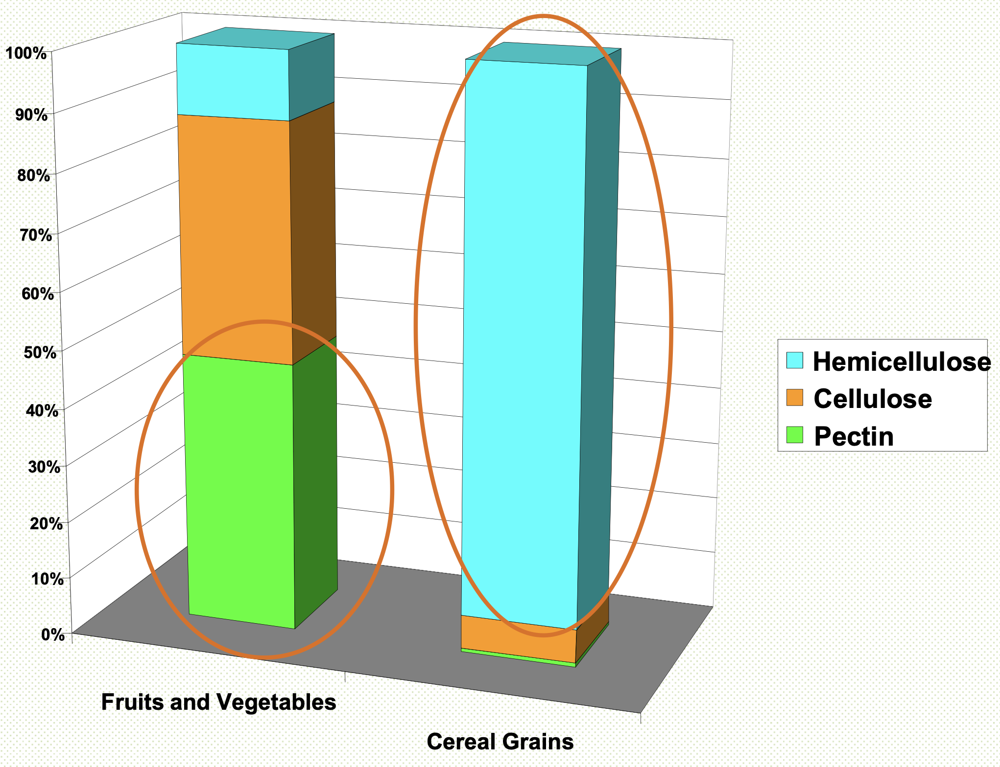 100%
90%
80%
70%
60%
50%
40%
30%
20%
10%
0%
Fruits and Vegetables
Cereal Grains
Hemicellulose
Cellulose
Pectin